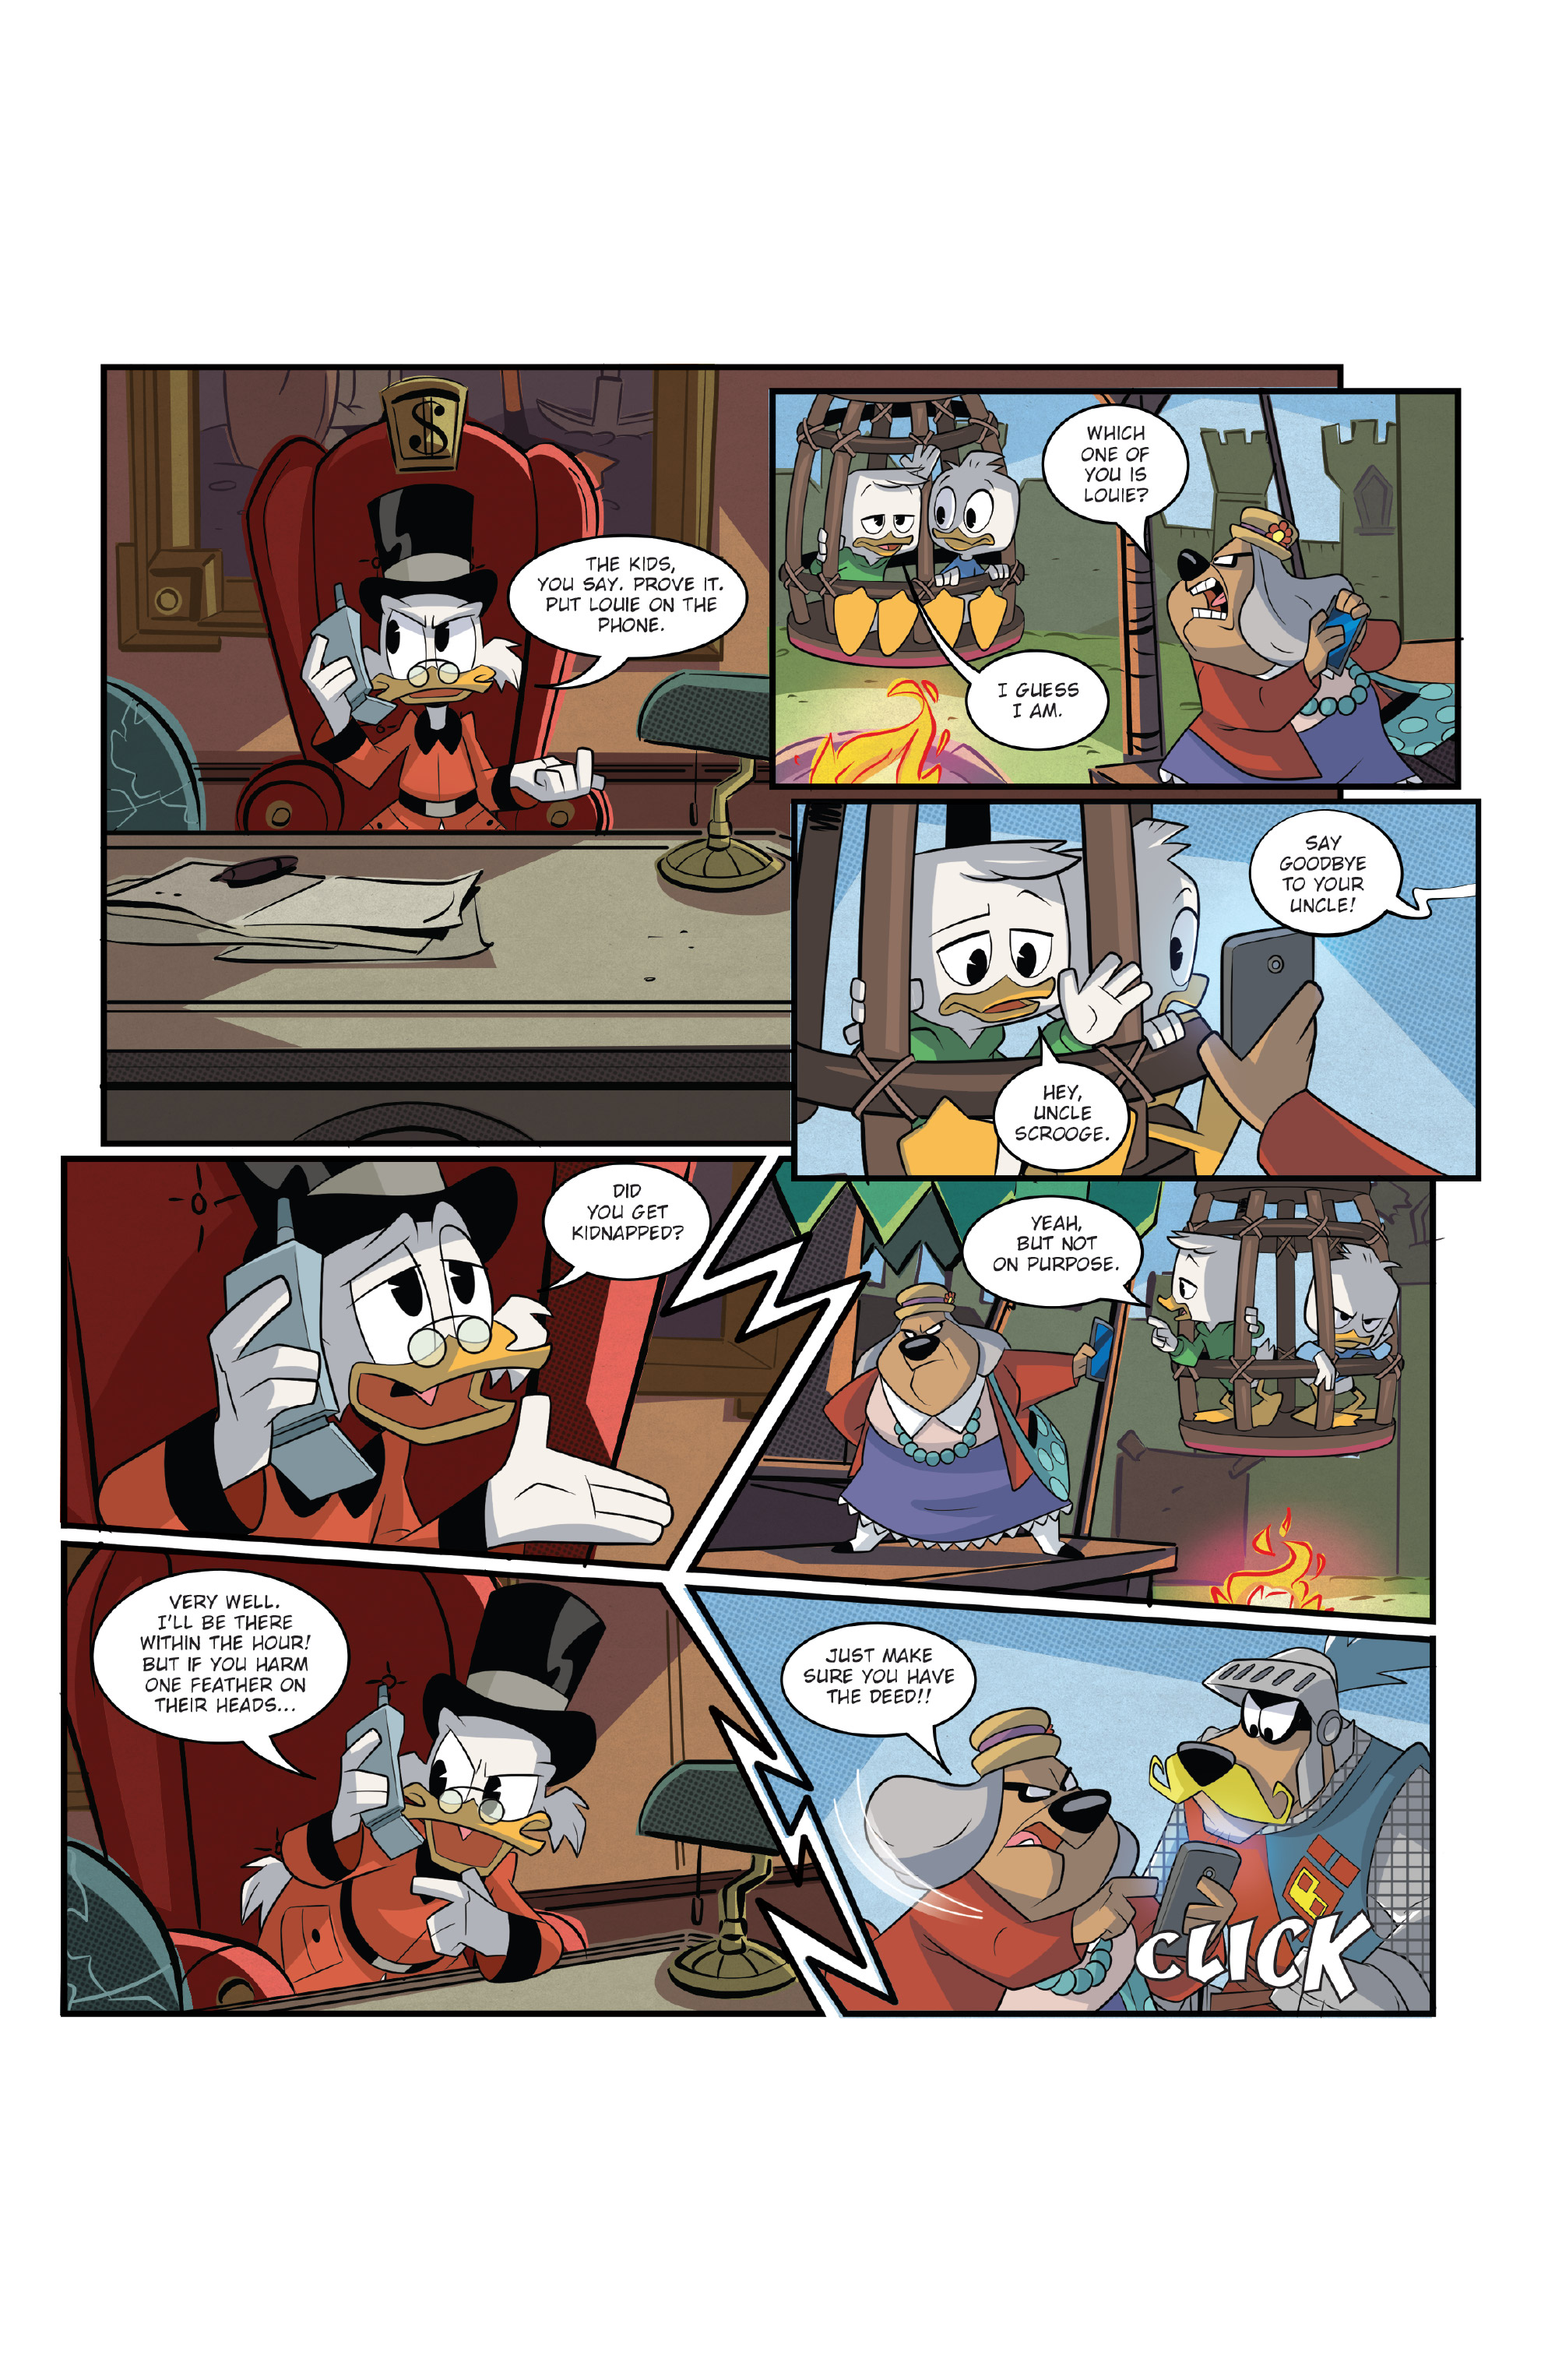 $
THE KIDS,
YOU SAY. PROVE IT.
PUT LOUIE ON THE
PHONE.
WHICH
ONE OF
YOU IS
LOUIE?
I GUESS
I AM.
SAY
GOODBYE
TO YOUR
UNCLE!
HEY,
UNCLE
SCROOGE.
DID
YOU GET
KIDNAPPED?
YEAH,
BUT NOT
ON PURPOSE.
VERY WELL.
I'LL BE THERE
WITHIN THE HOUR!
BUT IF YOU HARM
ONE FEATHER ON
THEIR HEADS...
JUST MAKE
SURE YOU HAVE
THE DEED!!
CLICK